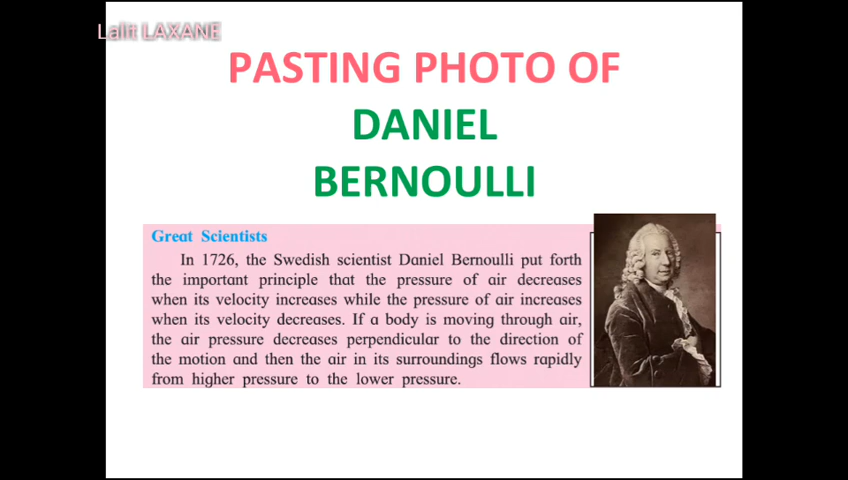 Lalit LAXANE
PASTING PHOTO OF
DANIEL
BERNOULLI
Great Scientists
In 1726, the Swedish scientist Daniel Bernoulli put forth
the important principle that the pressure of air decreases
when its velocity increases while the pressure of air increases
when its velocity decreases. If a body is moving through air,
the air pressure decreases perpendicular to the direction of
the motion and then the air in its surroundings flows rapidly
from higher pressure to the lower pressure.